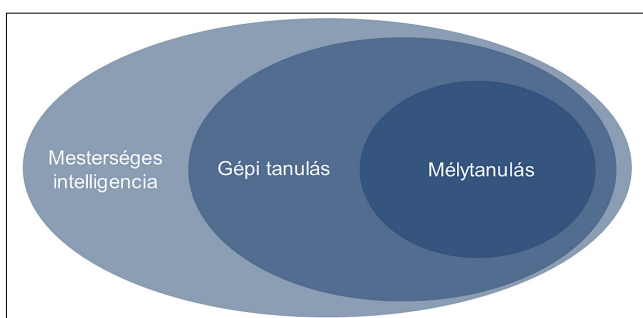 Mesterséges
intelligencia
Gépi tanulás
Mélytanulás